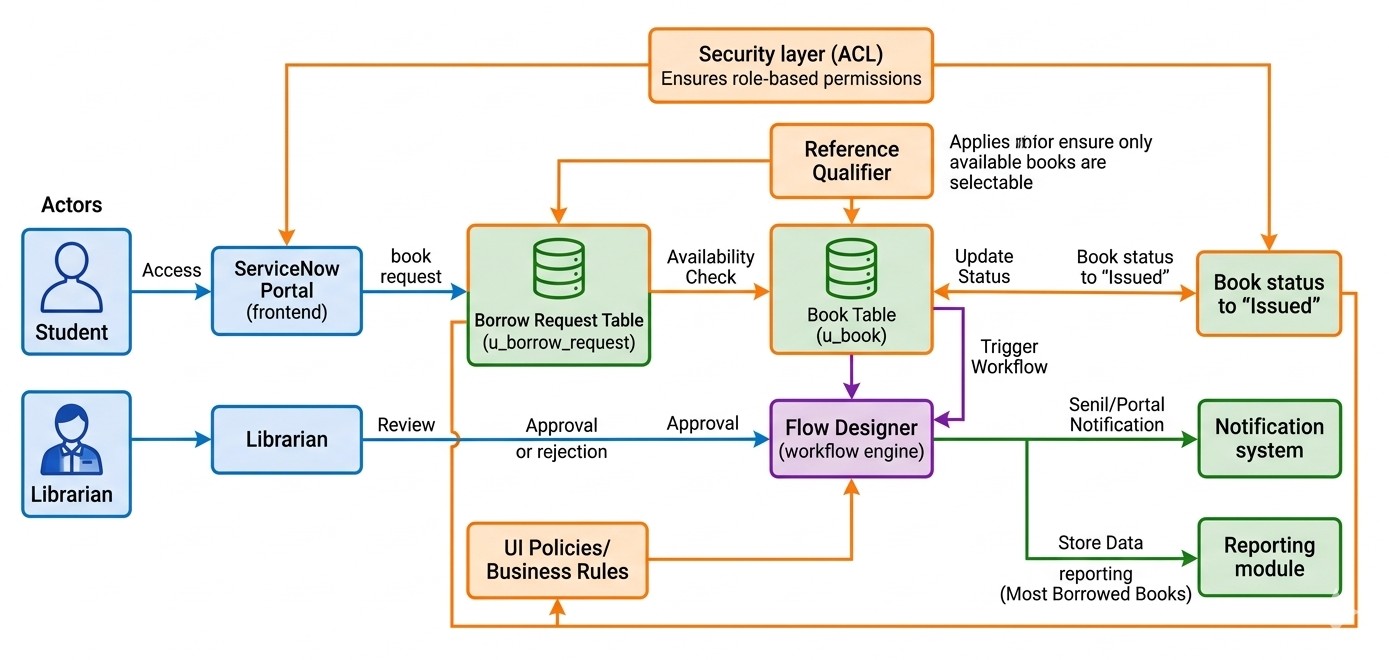 Security layer (ACL)
Ensures role-based permissions
Reference
Qualifier
Applies for ensure only
available books are
selectable
Actors
Student
Access
ServiceNow
Portal
(frontend)
book
request
Borrow Request Table
(u_borrow_request)
Availability
Check
Book Table
(u_book)
Update
Status
Book status
to “Issued”
Book status
to “Issued”
Trigger
Workflow
Librarian
Librarian
Review
Approval
or rejection
Approval
Flow Designer
(workflow engine)
Senil/Portal
Notification
Notification
system
UI Policies/
Business Rules
Store Data
reporting
(Most Borrowed Books)
Reporting
module